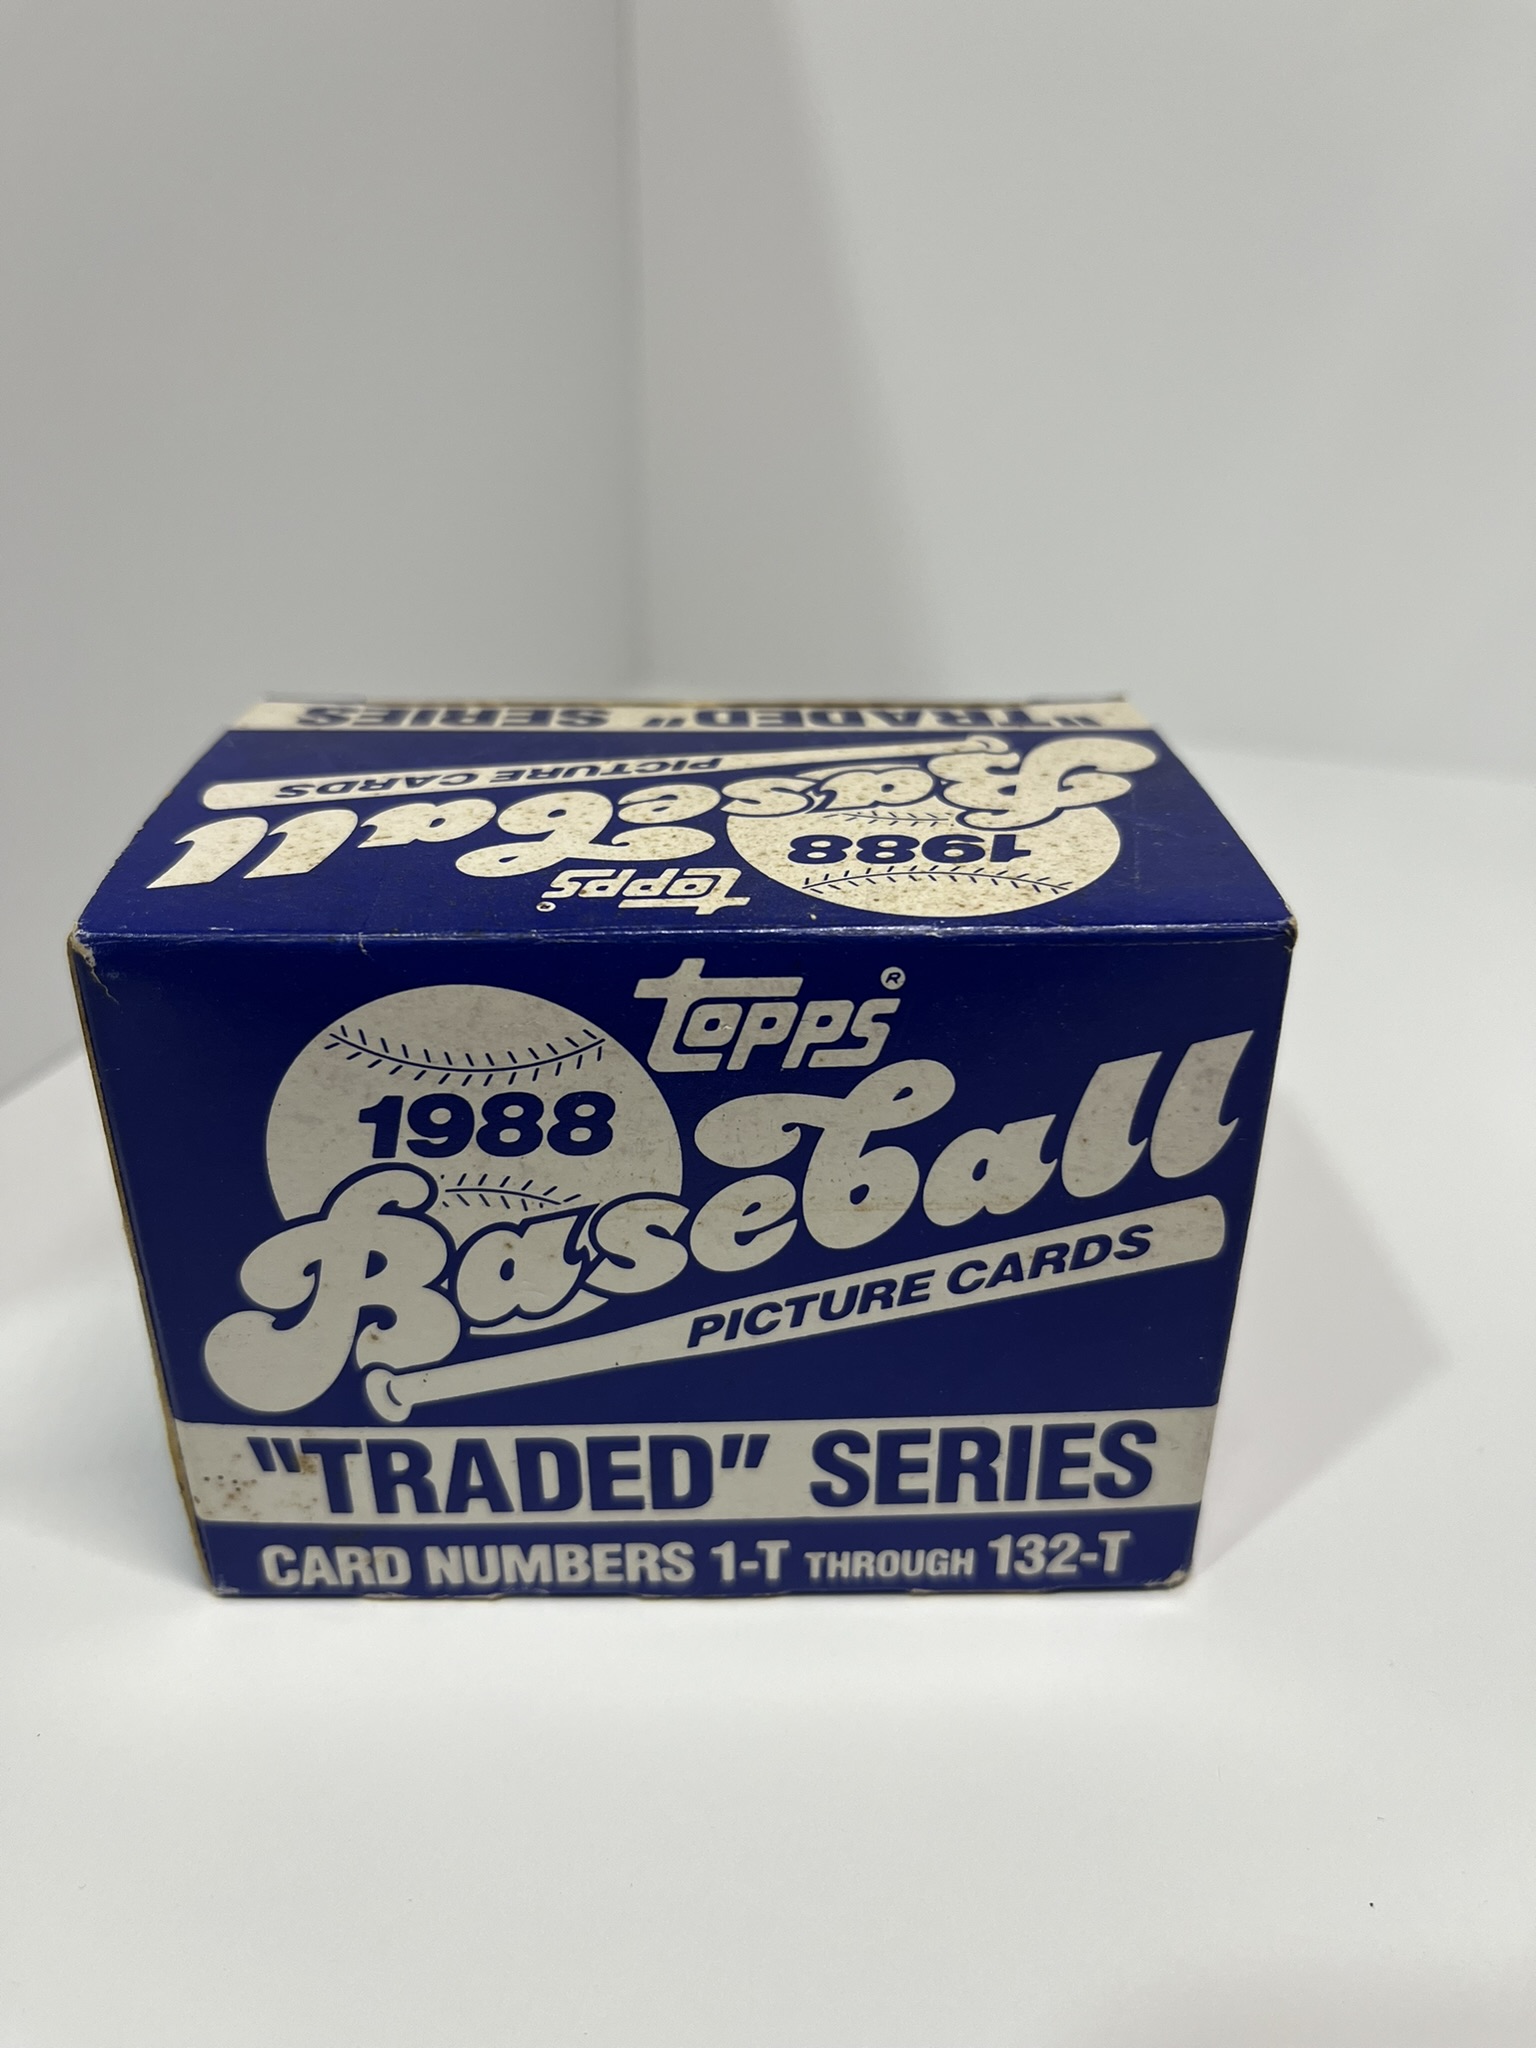 "TRADED" SERIES
PICTURE CARDS
Baseball
1988
topps®
topps®
1988
Baseball
PICTURE CARDS
"TRADED" SERIES
CARD NUMBERS 1-T THROUGH 132-T